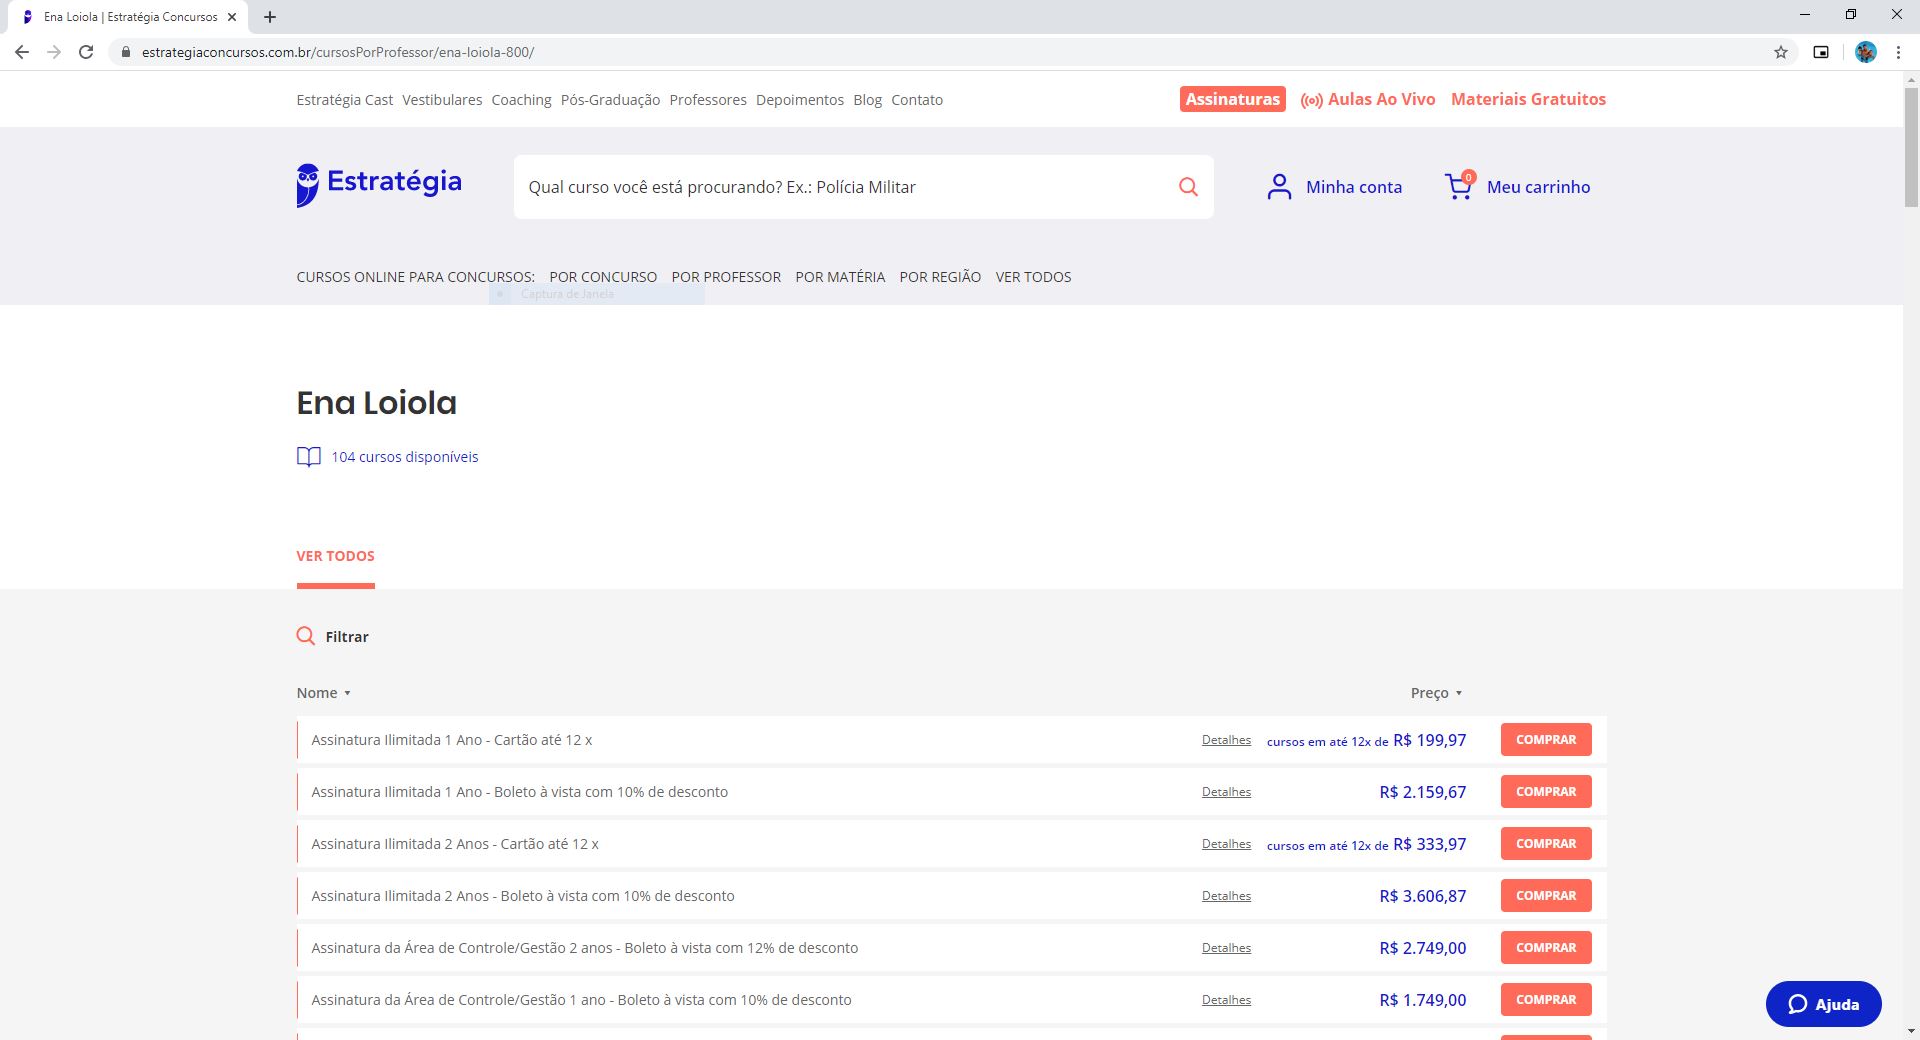 Ena Loiola | Estratégia Concursos
estrategiaconcursos.com.br/cursosPorProfessor/ena-loiola-800/
Estratégia Cast Vestibulares Coaching Pós-Graduação Professores Depoimentos Blog Contato
Assinaturas Aulas Ao Vivo Materiais Gratuitos
Estratégia
Qual curso você está procurando? Ex.: Polícia Militar
Minha conta
0
Meu carrinho
CURSOS ONLINE PARA CONCURSOS: POR CONCURSO POR PROFESSOR POR MATÉRIA POR REGIÃO VER TODOS
Captura de Janela
Ena Loiola
104 cursos disponíveis
VER TODOS
Filtrar
Nome Preço
Assinatura Ilimitada 1 Ano - Cartão até 12 x Detalhes cursos em até 12x de R$ 199,97 COMPRAR
Assinatura Ilimitada 1 Ano - Boleto à vista com 10% de desconto Detalhes R$ 2.159,67 COMPRAR
Assinatura Ilimitada 2 Anos - Cartão até 12 x Detalhes cursos em até 12x de R$ 333,97 COMPRAR
Assinatura Ilimitada 2 Anos - Boleto à vista com 10% de desconto Detalhes R$ 3.606,87 COMPRAR
Assinatura da Área de Controle/Gestão 2 anos - Boleto à vista com 12% de desconto Detalhes R$ 2.749,00 COMPRAR
Assinatura da Área de Controle/Gestão 1 ano - Boleto à vista com 10% de desconto Detalhes R$ 1.749,00 COMPRAR
Ajuda